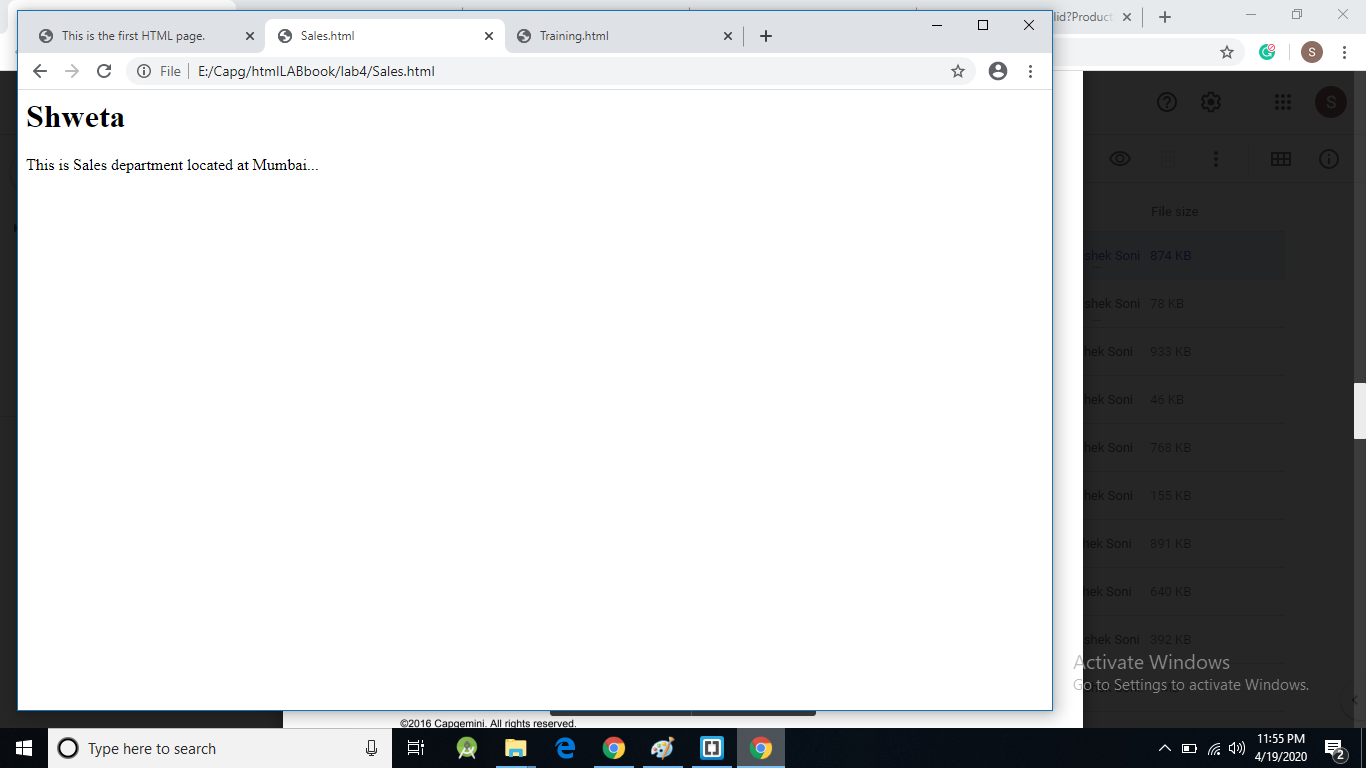 lid?Product
This is the first HTML page.
Sales.html
Training.html
File
E:/Capg/htmlLABbook/lab4/Sales.html
S
Shweta
This is Sales department located at Mumbai...
S
File size
shek Soni 874 KB
shek Soni 78 KB
hek Soni 933 KB
hek Soni 46 KB
hek Soni 768 KB
hek Soni 155 KB
hek Soni 891 KB
hek Soni 640 KB
shek Soni 392 KB
Activate Windows
Go to Settings to activate Windows.
©2016 Capgemini. All rights reserved.
Type here to search
11:55 PM
4/19/2020
2